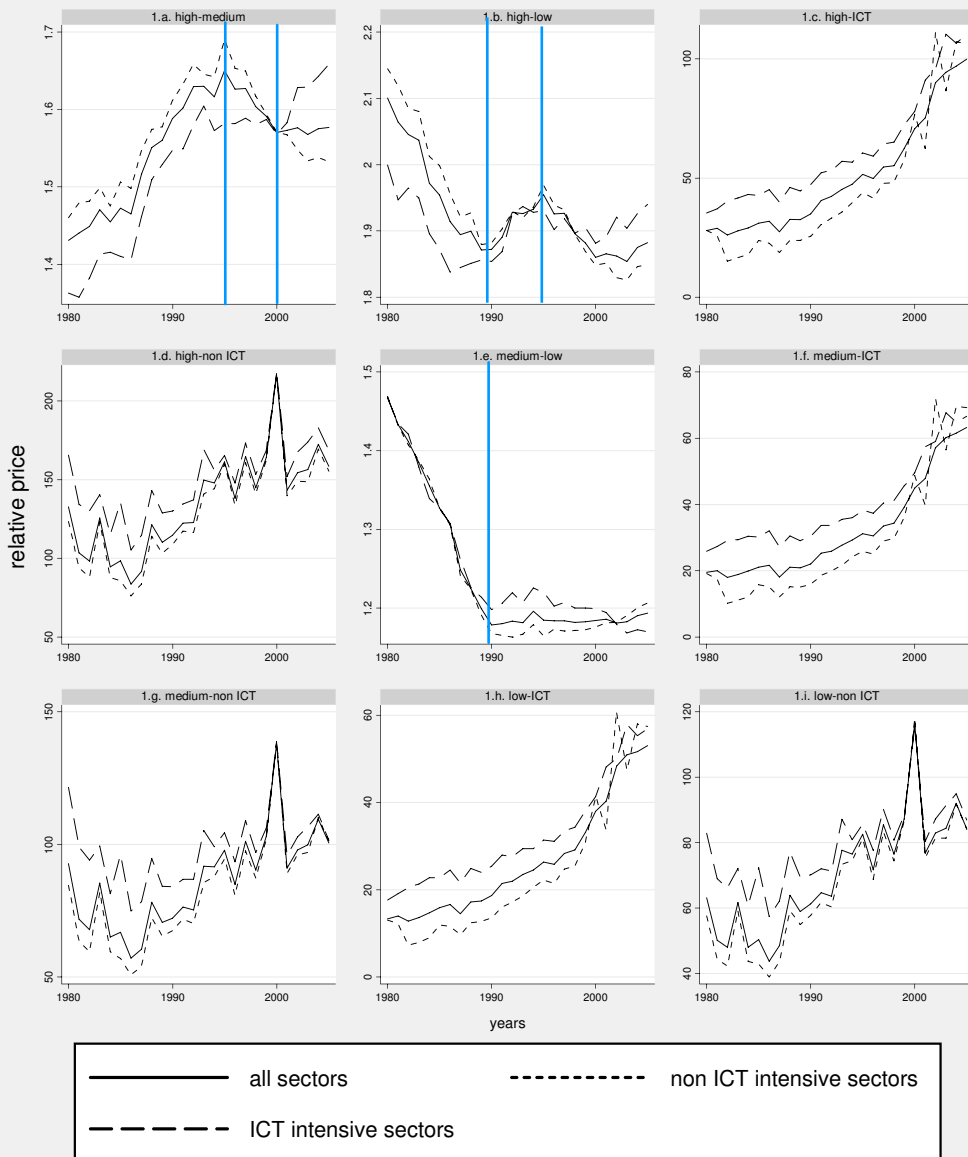 1.a. high-medium
1.b. high-low
1.c. high-ICT
1.4 1.5 1.6 1.7
1980 1990 2000
1.8 1.9 2 2.1 2.2
1980 1990 2000
0 50 100
1980 1990 2000
1.d. high-non ICT
1.e. medium-low
1.f. medium-ICT
50 100 150 200
1980 1990 2000
1.2 1.3 1.4 1.5
1980 1990 2000
0 20 40 60 80
1980 1990 2000
1.g. medium-non ICT
1.h. low-ICT
1.i. low-non ICT
50 100 150
1980 1990 2000
0 20 40 60
1980 1990 2000
40 60 80 100 120
1980 1990 2000
relative price
years
all sectors
non ICT intensive sectors
ICT intensive sectors